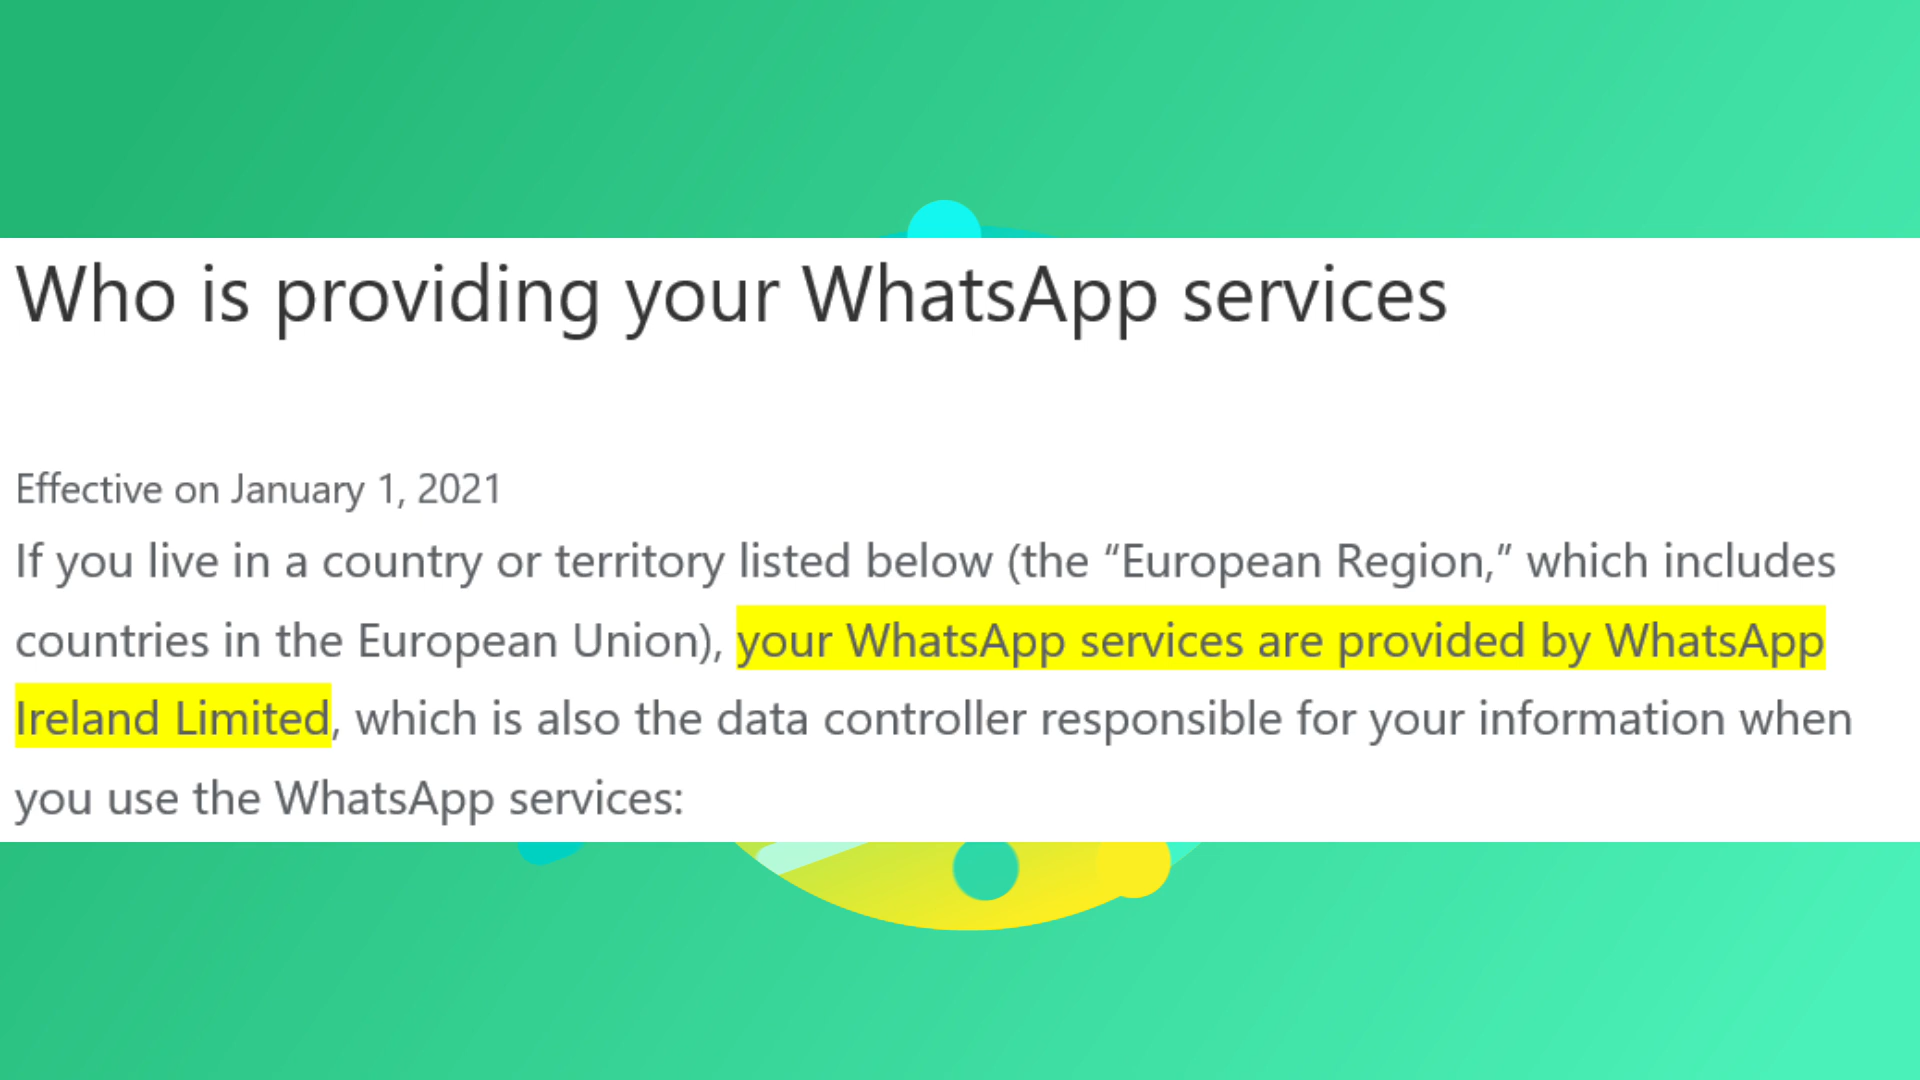 Who is providing your WhatsApp services
Effective on January 1, 2021
If you live in a country or territory listed below (the “European Region,” which includes
countries in the European Union), your WhatsApp services are provided by WhatsApp
Ireland Limited, which is also the data controller responsible for your information when
you use the WhatsApp services: